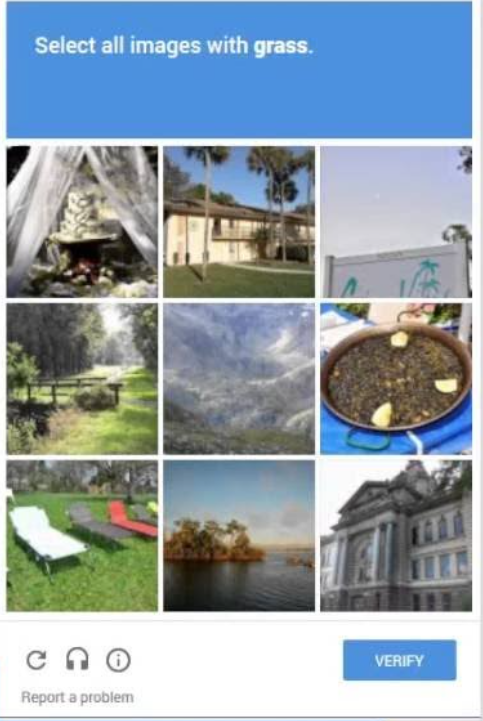 Select all images with grass.
VERIFY
Report a problem